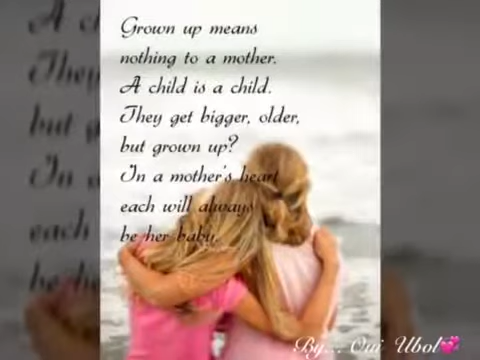 Grown up means
nothing to a mother.
A child is a child.
They get bigger, older,
but grown up?
In a mother's heart
each will always
be her baby.
By... Oui Ubol